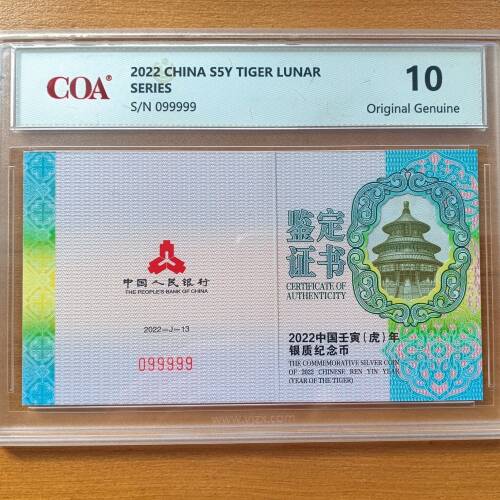 COA®
2022 CHINA S5Y TIGER LUNAR
SERIES
S/N 099999
10
Original Genuine
中国人民银行
THE PEOPLE'S BANK OF CHINA
2022-J-13
099999
鉴定
证书
CERTIFICATE OF
AUTHENTICITY
2022中国壬寅(虎)年
银质纪念币
THE COMMEMORATIVE SILVER COIN
OF 2022 CHINESE REN YIN YEAR
(YEAR OF THE TIGER)